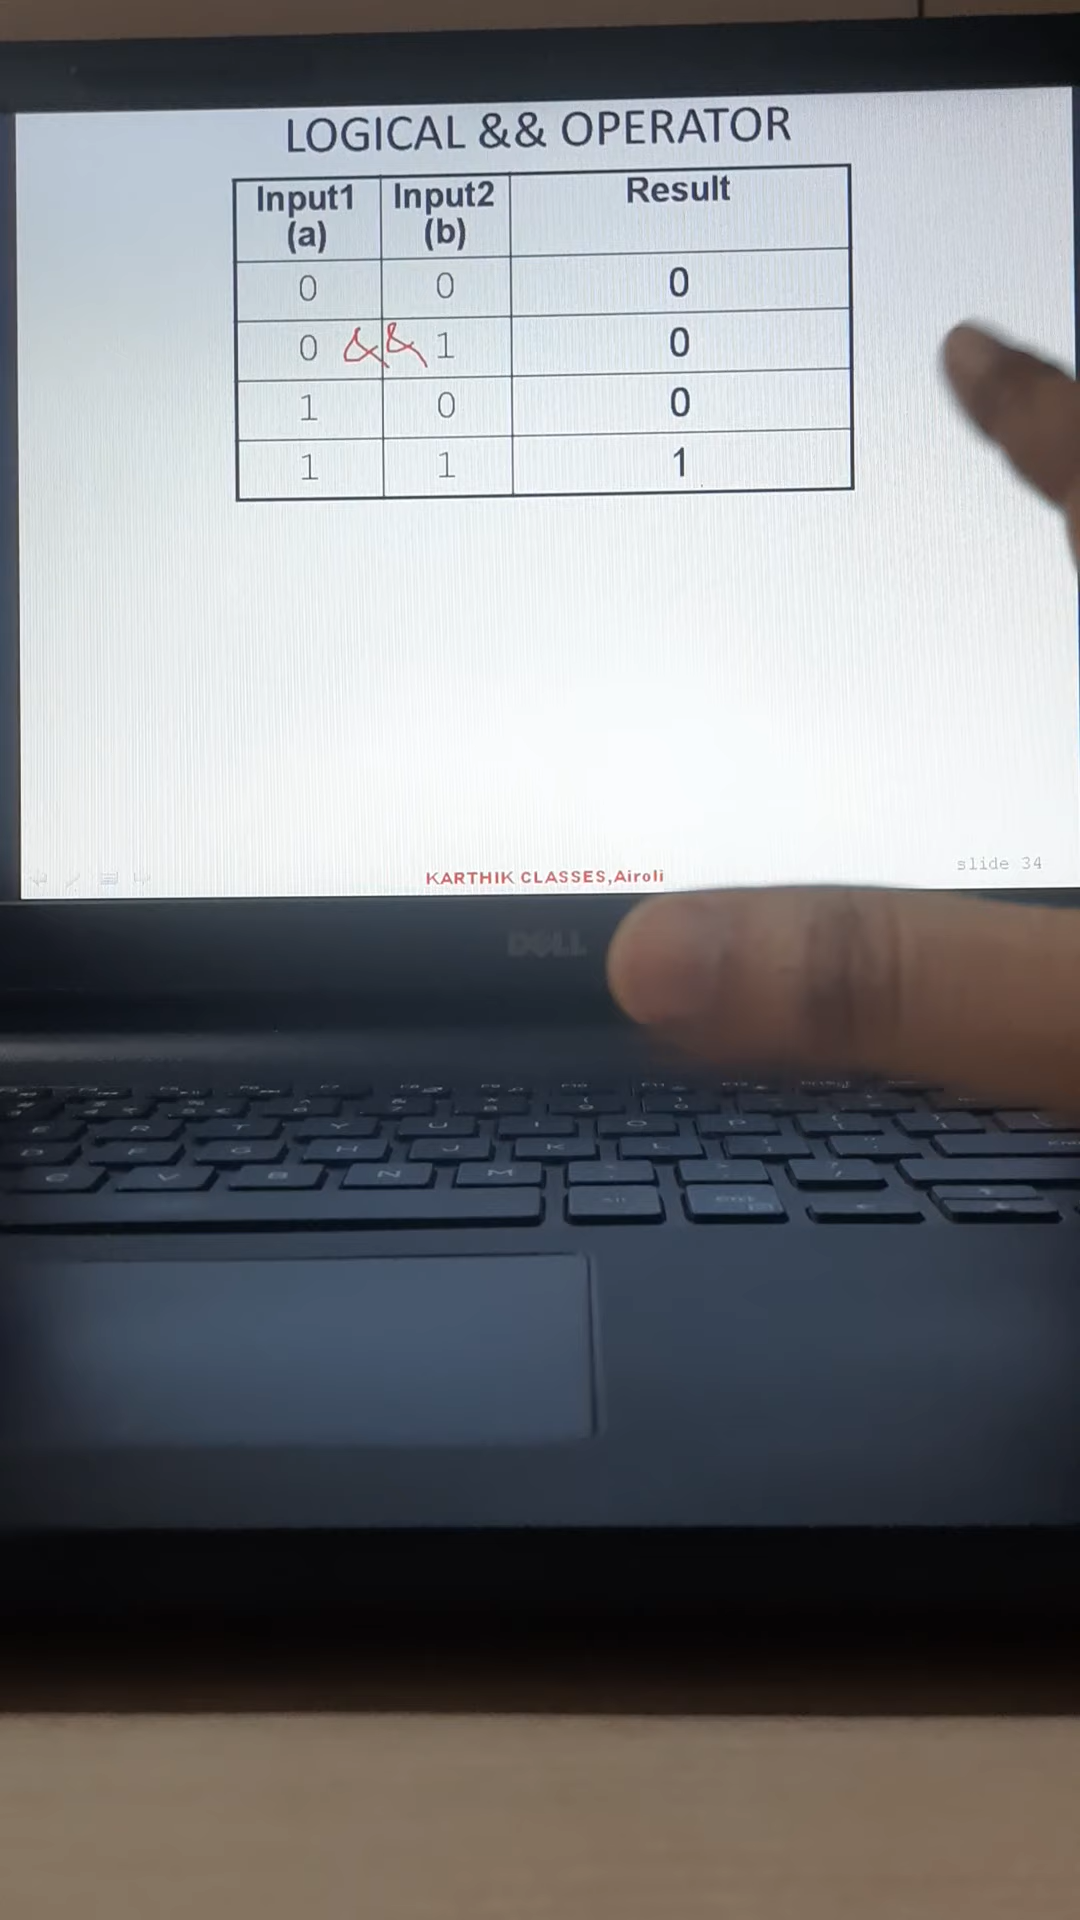 LOGICAL && OPERATOR
Input1 (a) Input2 (b) Result
0 0 0
0 && 1 0
1 0 0
1 1 1
KARTHIK CLASSES,Airoli
slide 34
DELL
E R T Y U I O P
D F G H J K L
C V B N M